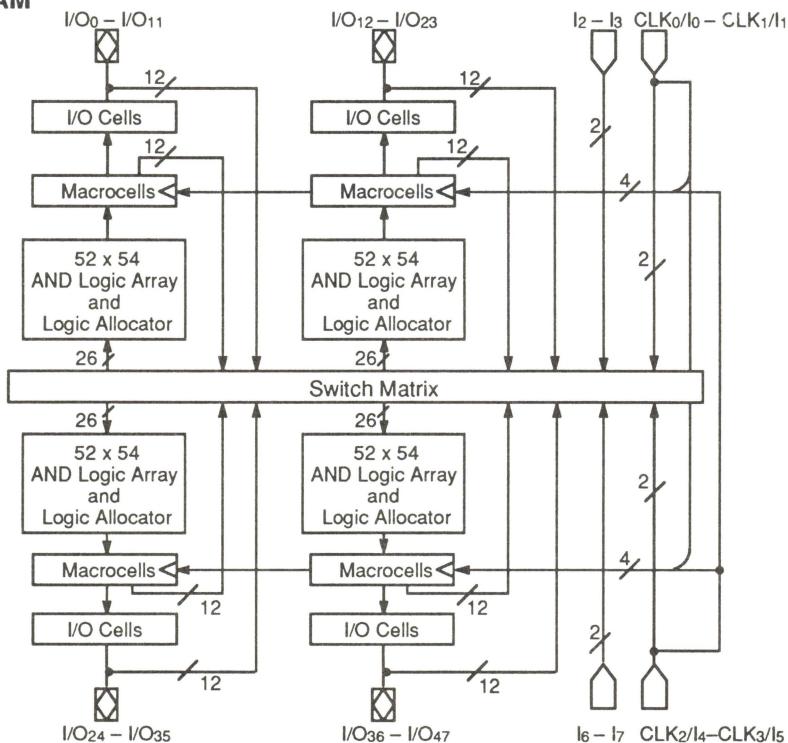 AM
I/O0 – I/O11
I/O12 – I/O23
I2 – I3
CLK0/I0 – CLK1/I1
12
12
I/O Cells
I/O Cells
12
12
2
Macrocells
Macrocells
4
52 x 54
AND Logic Array
and
Logic Allocator
52 x 54
AND Logic Array
and
Logic Allocator
2
26
26
Switch Matrix
26
26
52 x 54
AND Logic Array
and
Logic Allocator
52 x 54
AND Logic Array
and
Logic Allocator
2
Macrocells
Macrocells
4
12
12
I/O Cells
I/O Cells
2
12
12
I/O24 – I/O35
I/O36 – I/O47
I6 – I7
CLK2/I4–CLK3/I5